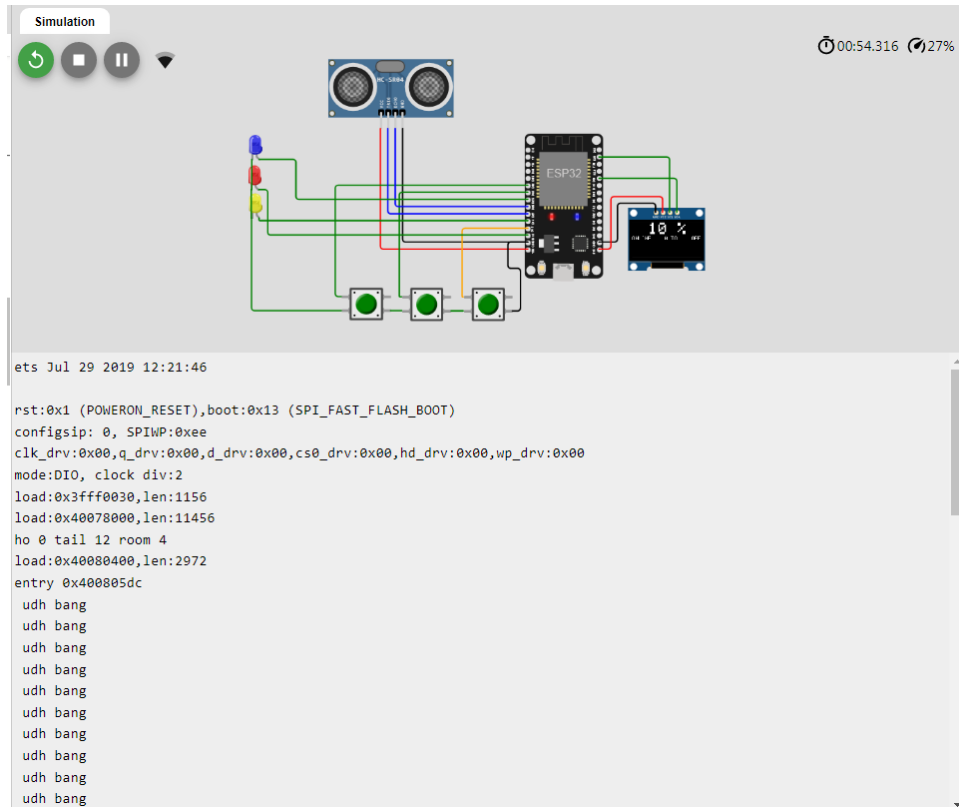 Simulation
00:54.316 27%
HC-SR04
ESP32
10 %
ets Jul 29 2019 12:21:46
rst:0x1 (POWERON_RESET),boot:0x13 (SPI_FAST_FLASH_BOOT)
configsip: 0, SPIWP:0xee
clk_drv:0x00,q_drv:0x00,d_drv:0x00,cs0_drv:0x00,hd_drv:0x00,wp_drv:0x00
mode:DIO, clock div:2
load:0x3fff0030,len:1156
load:0x40078000,len:11456
ho 0 tail 12 room 4
load:0x40080400,len:2972
entry 0x400805dc
udh bang
udh bang
udh bang
udh bang
udh bang
udh bang
udh bang
udh bang
udh bang
udh bang